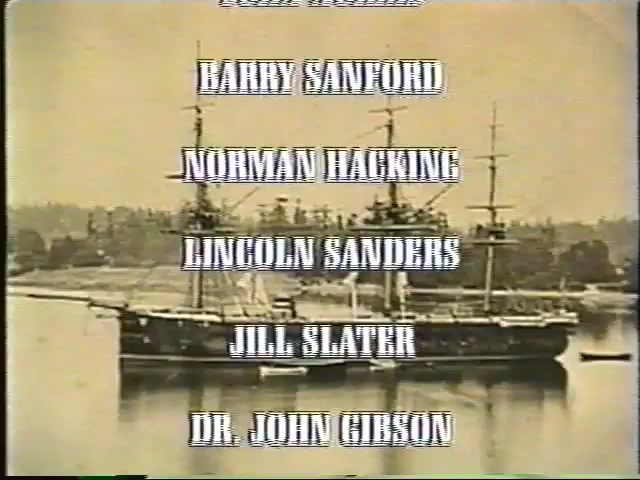 BARRY SANFORD
NORMAN HACKING
LINCOLN SANDERS
JILL SLATER
DR. JOHN GIBSON